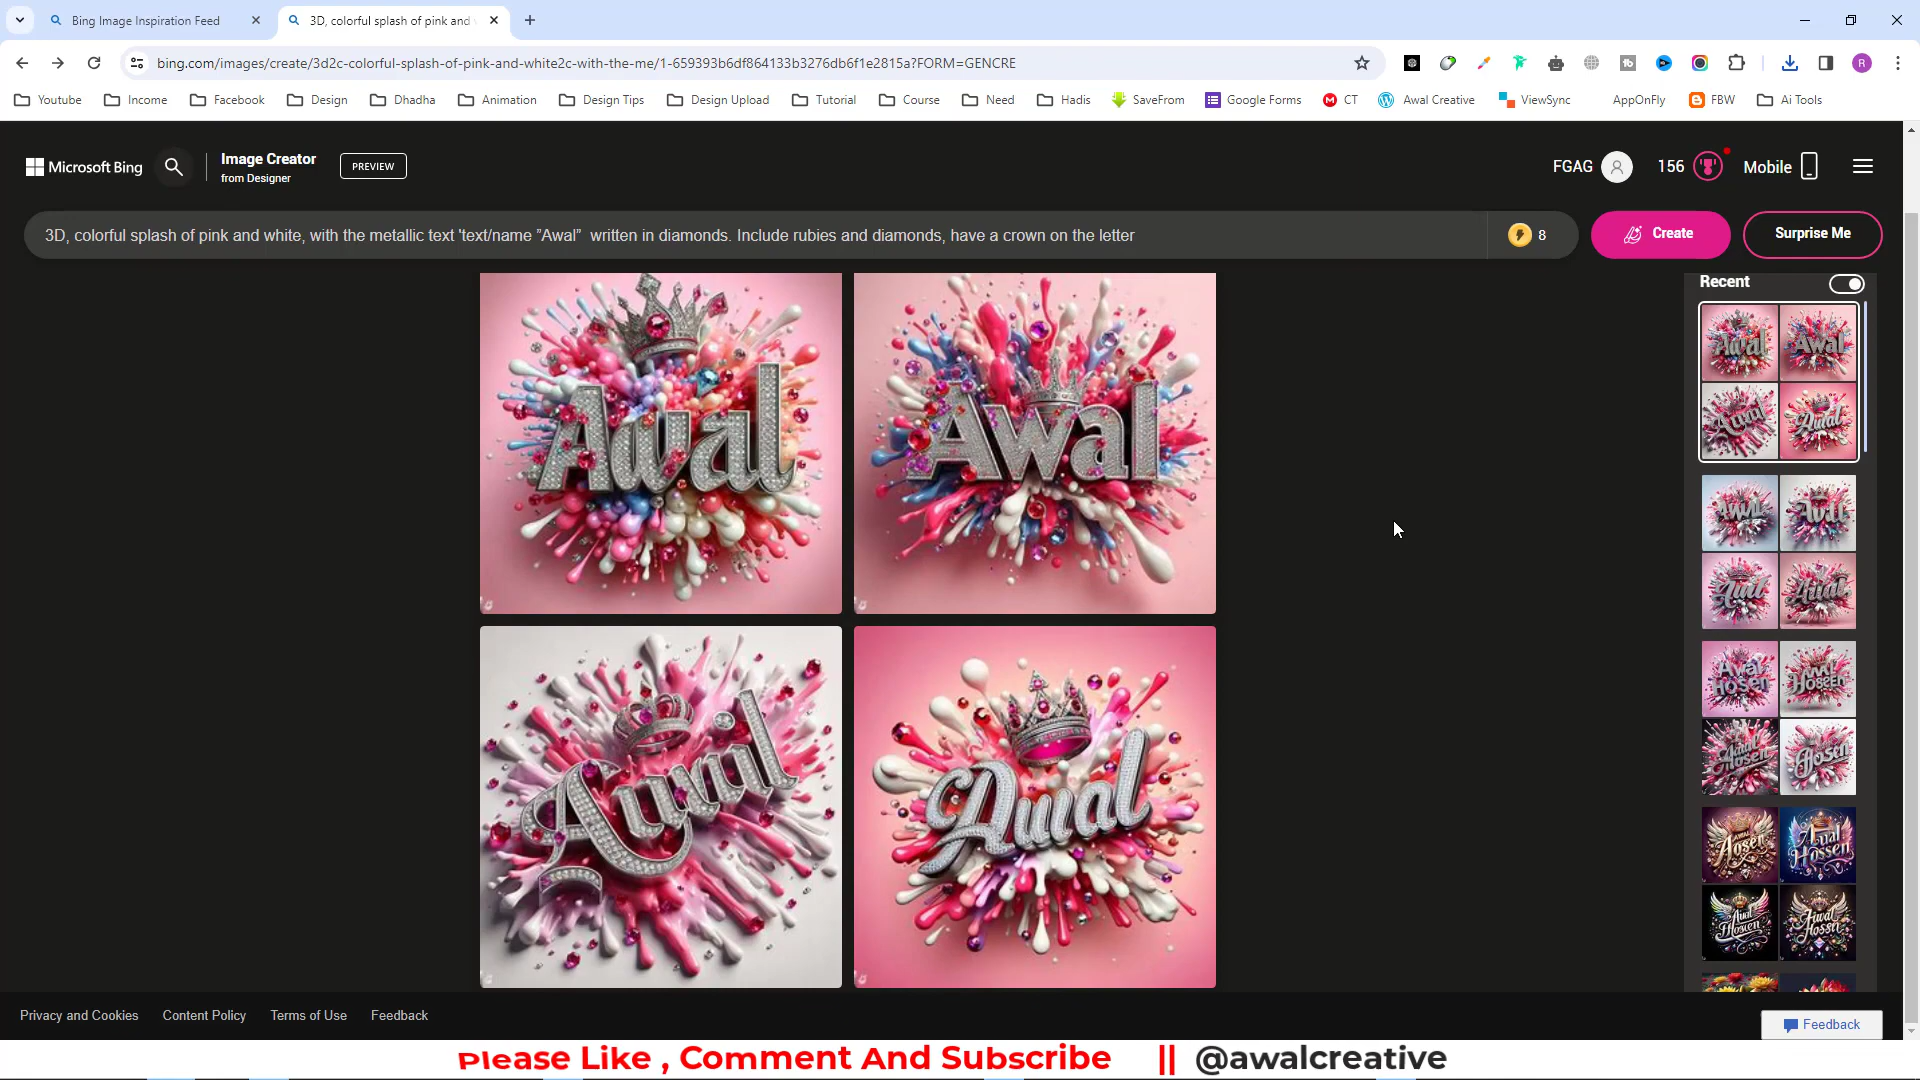 Bing Image Inspiration Feed
3D, colorful splash of pink and
bing.com/images/create/3d2c-colorful-splash-of-pink-and-white2c-with-the-me/1-659393b6df864133b3276db6f1e2815a?FORM=GENCRE
R
Youtube Income Facebook Design Dhadha Animation Design Tips Design Upload Tutorial Course Need Hadis SaveFrom Google Forms CT Awal Creative ViewSync AppOnFly FBW Ai Tools
Microsoft Bing
Image Creator
from Designer
PREVIEW
FGAG
156
Mobile
3D, colorful splash of pink and white, with the metallic text 'text/name ”Awal”  written in diamonds. Include rubies and diamonds, have a crown on the letter
8
Create
Surprise Me
Recent
Awal
Awal
Privacy and Cookies Content Policy Terms of Use Feedback
Feedback
Please Like , Comment And Subscribe || @awalcreative